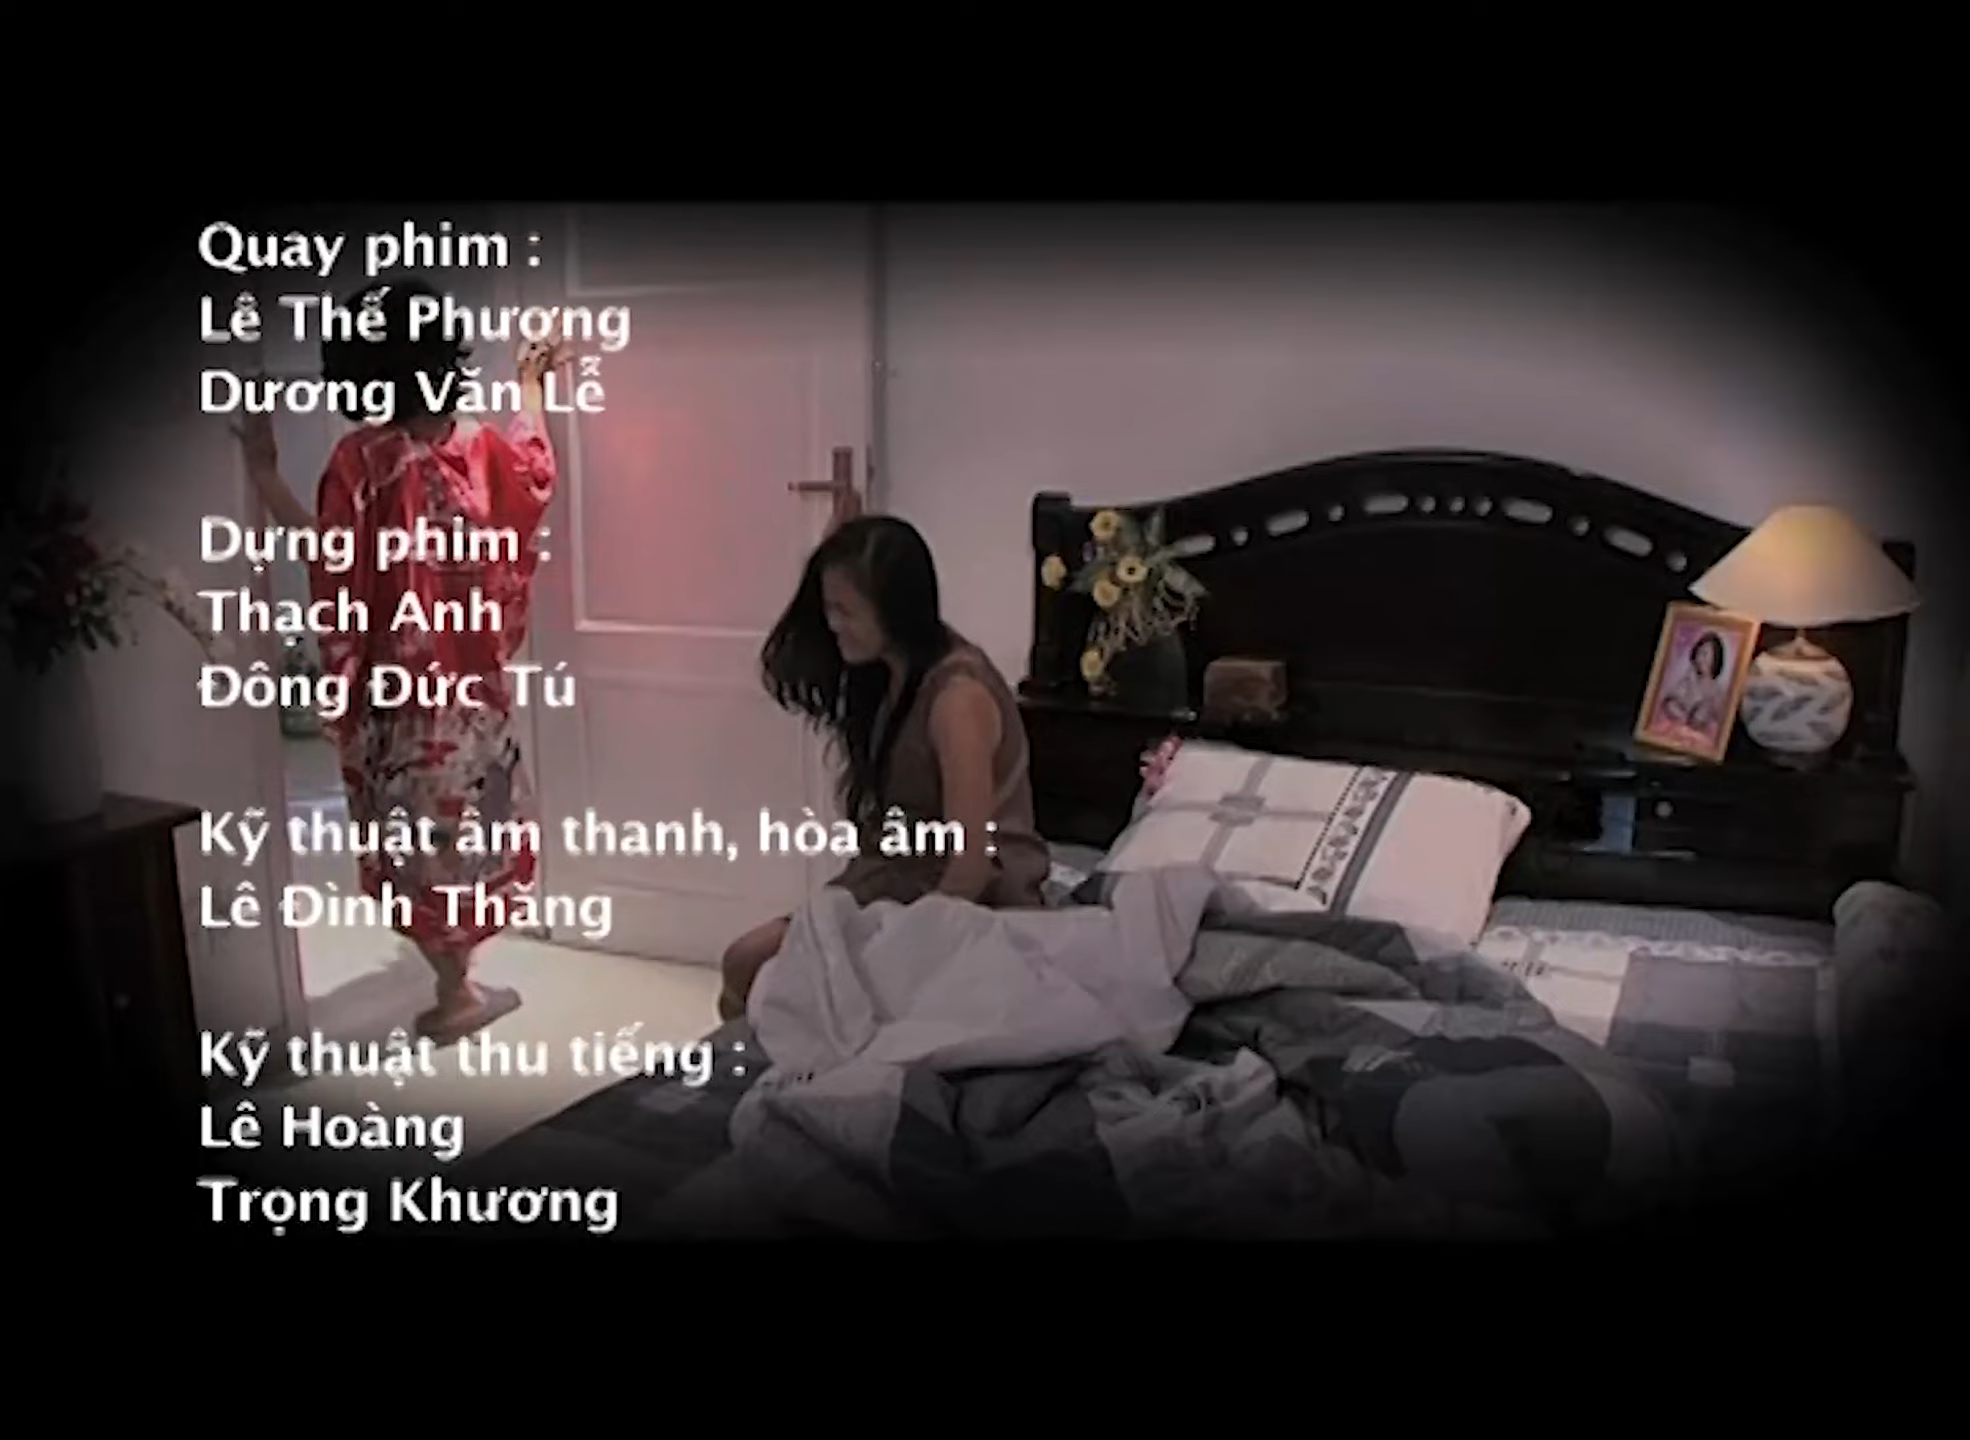 Quay phim :
Lê Thế Phương
Dương Văn Lễ
Dựng phim :
Thạch Anh
Đông Đức Tú
Kỹ thuật âm thanh, hòa âm :
Lê Đình Thăng
Kỹ thuật thu tiếng :
Lê Hoàng
Trọng Khương